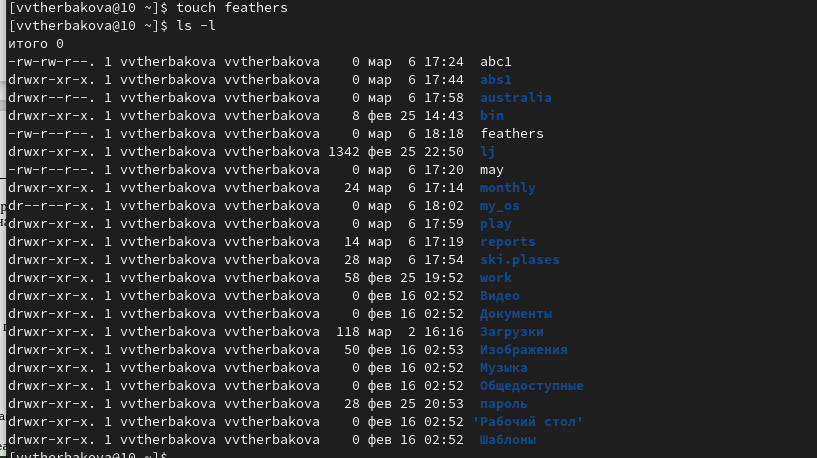 [vvtherbakova@10 ~]$ touch feathers
[vvtherbakova@10 ~]$ ls -l
итого 0
-rw-rw-r--. 1 vvtherbakova vvtherbakova    0 мар  6 17:24  abc1
drwxr-xr-x. 1 vvtherbakova vvtherbakova    0 мар  6 17:44  abs1
drwxr--r--. 1 vvtherbakova vvtherbakova    0 мар  6 17:58  australia
drwxr-xr-x. 1 vvtherbakova vvtherbakova    8 фев 25 14:43  bin
-rw-r--r--. 1 vvtherbakova vvtherbakova    0 мар  6 18:18  feathers
drwxr-xr-x. 1 vvtherbakova vvtherbakova 1342 фев 25 22:50  lj
-rw-r--r--. 1 vvtherbakova vvtherbakova    0 мар  6 17:20  may
drwxr-xr-x. 1 vvtherbakova vvtherbakova   24 мар  6 17:14  monthly
dr--r--r-x. 1 vvtherbakova vvtherbakova    0 мар  6 18:02  my_os
drwxr-xr-x. 1 vvtherbakova vvtherbakova    0 мар  6 17:59  play
drwxr-xr-x. 1 vvtherbakova vvtherbakova   14 мар  6 17:19  reports
drwxr-xr-x. 1 vvtherbakova vvtherbakova   28 мар  6 17:54  ski.plases
drwxr-xr-x. 1 vvtherbakova vvtherbakova   58 фев 25 19:52  work
drwxr-xr-x. 1 vvtherbakova vvtherbakova    0 фев 16 02:52  Видео
drwxr-xr-x. 1 vvtherbakova vvtherbakova    0 фев 16 02:52  Документы
drwxr-xr-x. 1 vvtherbakova vvtherbakova  118 мар  2 16:16  Загрузки
drwxr-xr-x. 1 vvtherbakova vvtherbakova   50 фев 16 02:53  Изображения
drwxr-xr-x. 1 vvtherbakova vvtherbakova    0 фев 16 02:52  Музыка
drwxr-xr-x. 1 vvtherbakova vvtherbakova    0 фев 16 02:52  Общедоступные
drwxr-xr-x. 1 vvtherbakova vvtherbakova   28 фев 25 20:53  пароль
drwxr-xr-x. 1 vvtherbakova vvtherbakova    0 фев 16 02:52 'Рабочий стол'
drwxr-xr-x. 1 vvtherbakova vvtherbakova    0 фев 16 02:52  Шаблоны
[vvtherbakova@10 ~]$